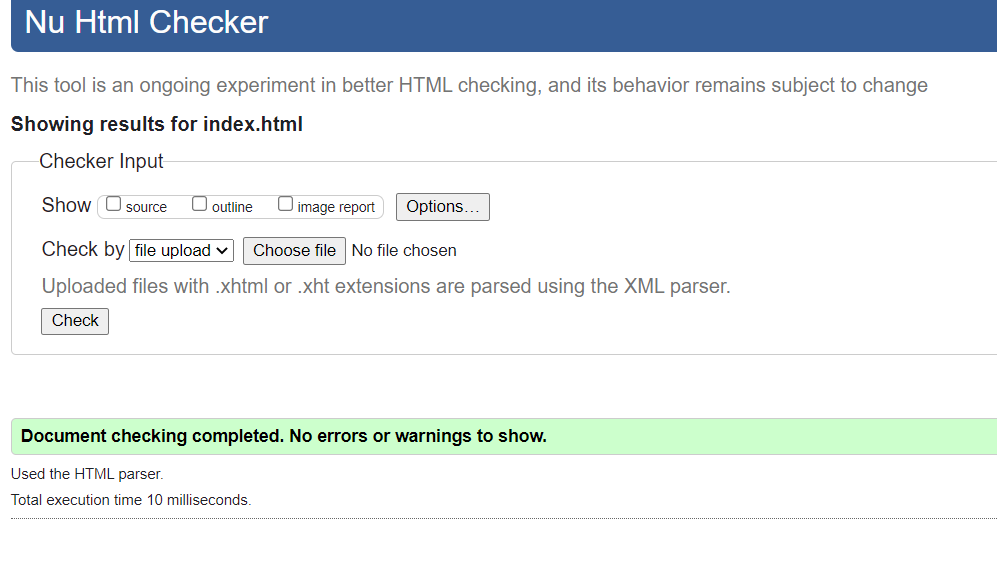 Nu Html Checker
This tool is an ongoing experiment in better HTML checking, and its behavior remains subject to change
Showing results for index.html
Checker Input
Show source outline image report Options…
Check by file upload Choose file No file chosen
Uploaded files with .xhtml or .xht extensions are parsed using the XML parser.
Check
Document checking completed. No errors or warnings to show.
Used the HTML parser.
Total execution time 10 milliseconds.